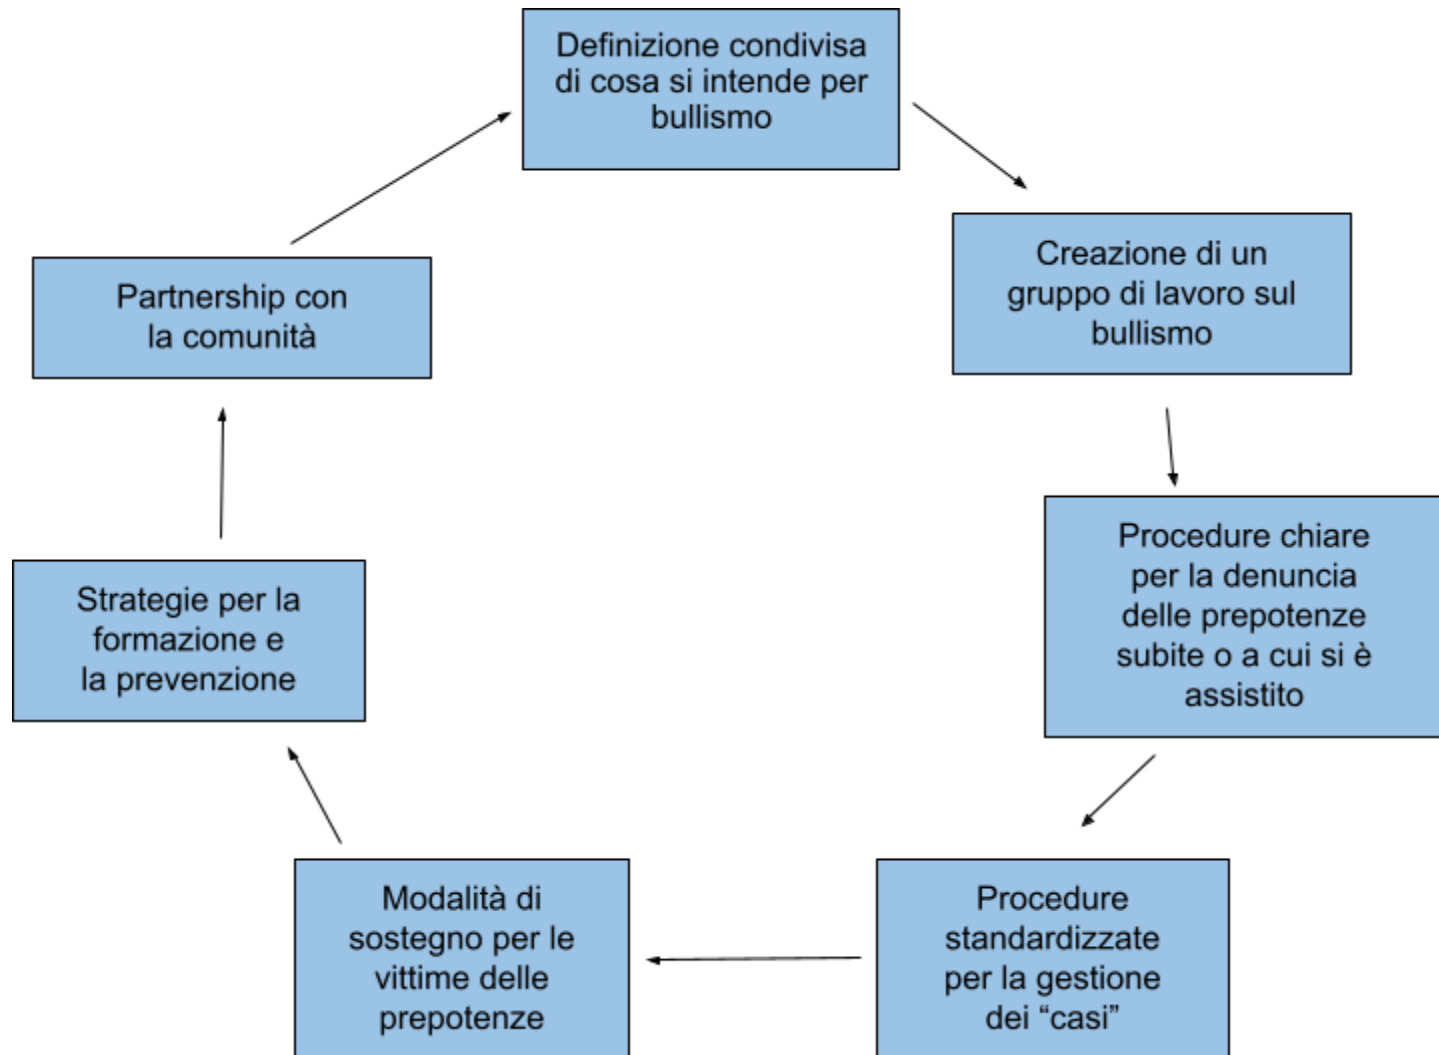 Definizione condivisa
di cosa si intende per
bullismo
Creazione di un
gruppo di lavoro sul
bullismo
Procedure chiare
per la denuncia
delle prepotenze
subite o a cui si è
assistito
Procedure
standardizzate
per la gestione
dei “casi”
Modalità di
sostegno per le
vittime delle
prepotenze
Strategie per la
formazione e
la prevenzione
Partnership con
la comunità